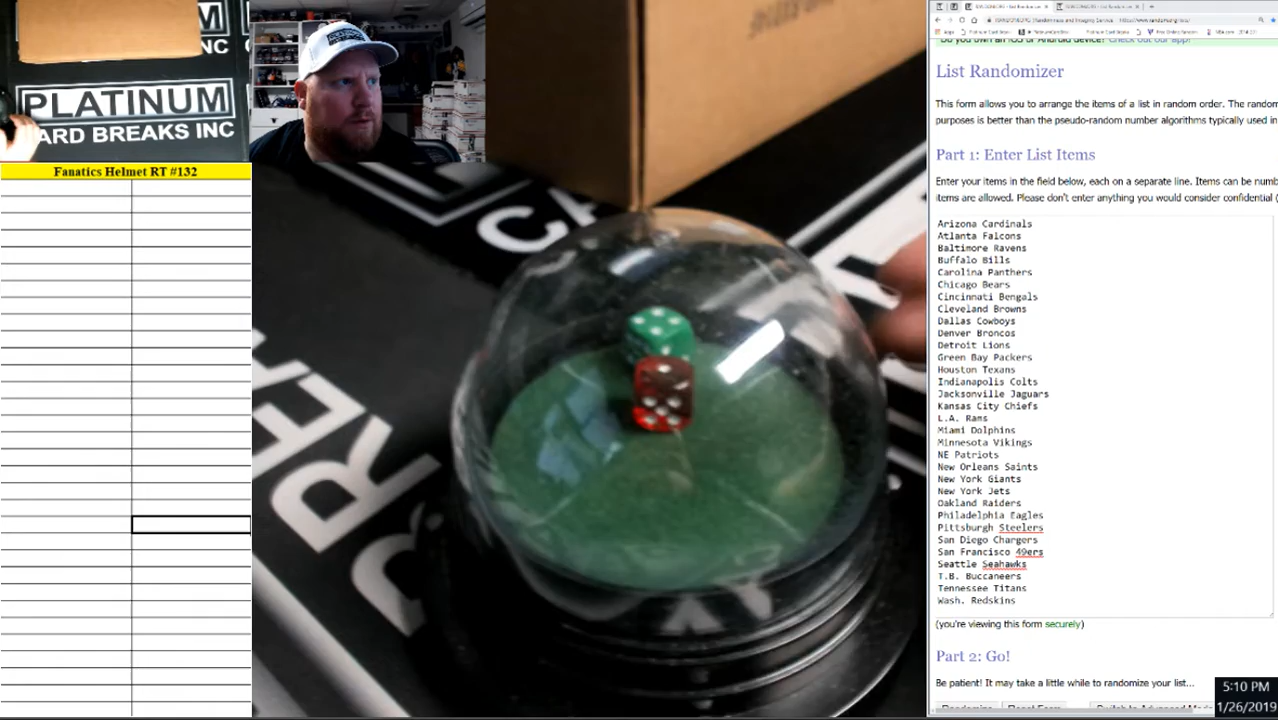 PLATINUM
ARD BREAKS INC
INC
Fanatics Helmet RT #132
List Randomizer
This form allows you to arrange the items of a list in random order. The random
purposes is better than the pseudo-random number algorithms typically used in
Part 1: Enter List Items
Enter your items in the field below, each on a separate line. Items can be numb
items are allowed. Please don't enter anything you would consider confidential (
Arizona Cardinals
Atlanta Falcons
Baltimore Ravens
Buffalo Bills
Carolina Panthers
Chicago Bears
Cincinnati Bengals
Cleveland Browns
Dallas Cowboys
Denver Broncos
Detroit Lions
Green Bay Packers
Houston Texans
Indianapolis Colts
Jacksonville Jaguars
Kansas City Chiefs
L.A. Rams
Miami Dolphins
Minnesota Vikings
NE Patriots
New Orleans Saints
New York Giants
New York Jets
Oakland Raiders
Philadelphia Eagles
Pittsburgh Steelers
San Diego Chargers
San Francisco 49ers
Seattle Seahawks
T.B. Buccaneers
Tennessee Titans
Wash. Redskins
(you're viewing this form securely)
Part 2: Go!
Be patient! It may take a little while to randomize your list...
5:10 PM
1/26/2019